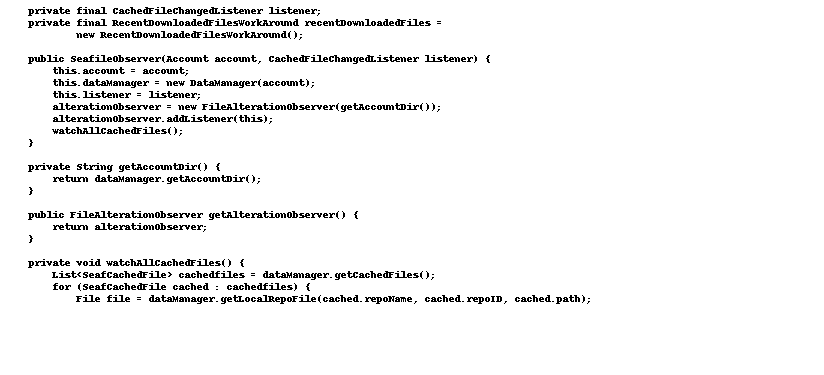 private final CachedFileChangedListener listener;
private final RecentDownloadedFilesWorkAround recentDownloadedFiles =
        new RecentDownloadedFilesWorkAround();

public SeafileObserver(Account account, CachedFileChangedListener listener) {
    this.account = account;
    this.dataManager = new DataManager(account);
    this.listener = listener;
    alterationObserver = new FileAlterationObserver(getAccountDir());
    alterationObserver.addListener(this);
    watchAllCachedFiles();
}

private String getAccountDir() {
    return dataManager.getAccountDir();
}

public FileAlterationObserver getAlterationObserver() {
    return alterationObserver;
}

private void watchAllCachedFiles() {
    List<SeafCachedFile> cachedfiles = dataManager.getCachedFiles();
    for (SeafCachedFile cached : cachedfiles) {
        File file = dataManager.getLocalRepoFile(cached.repoName, cached.repoID, cached.path);